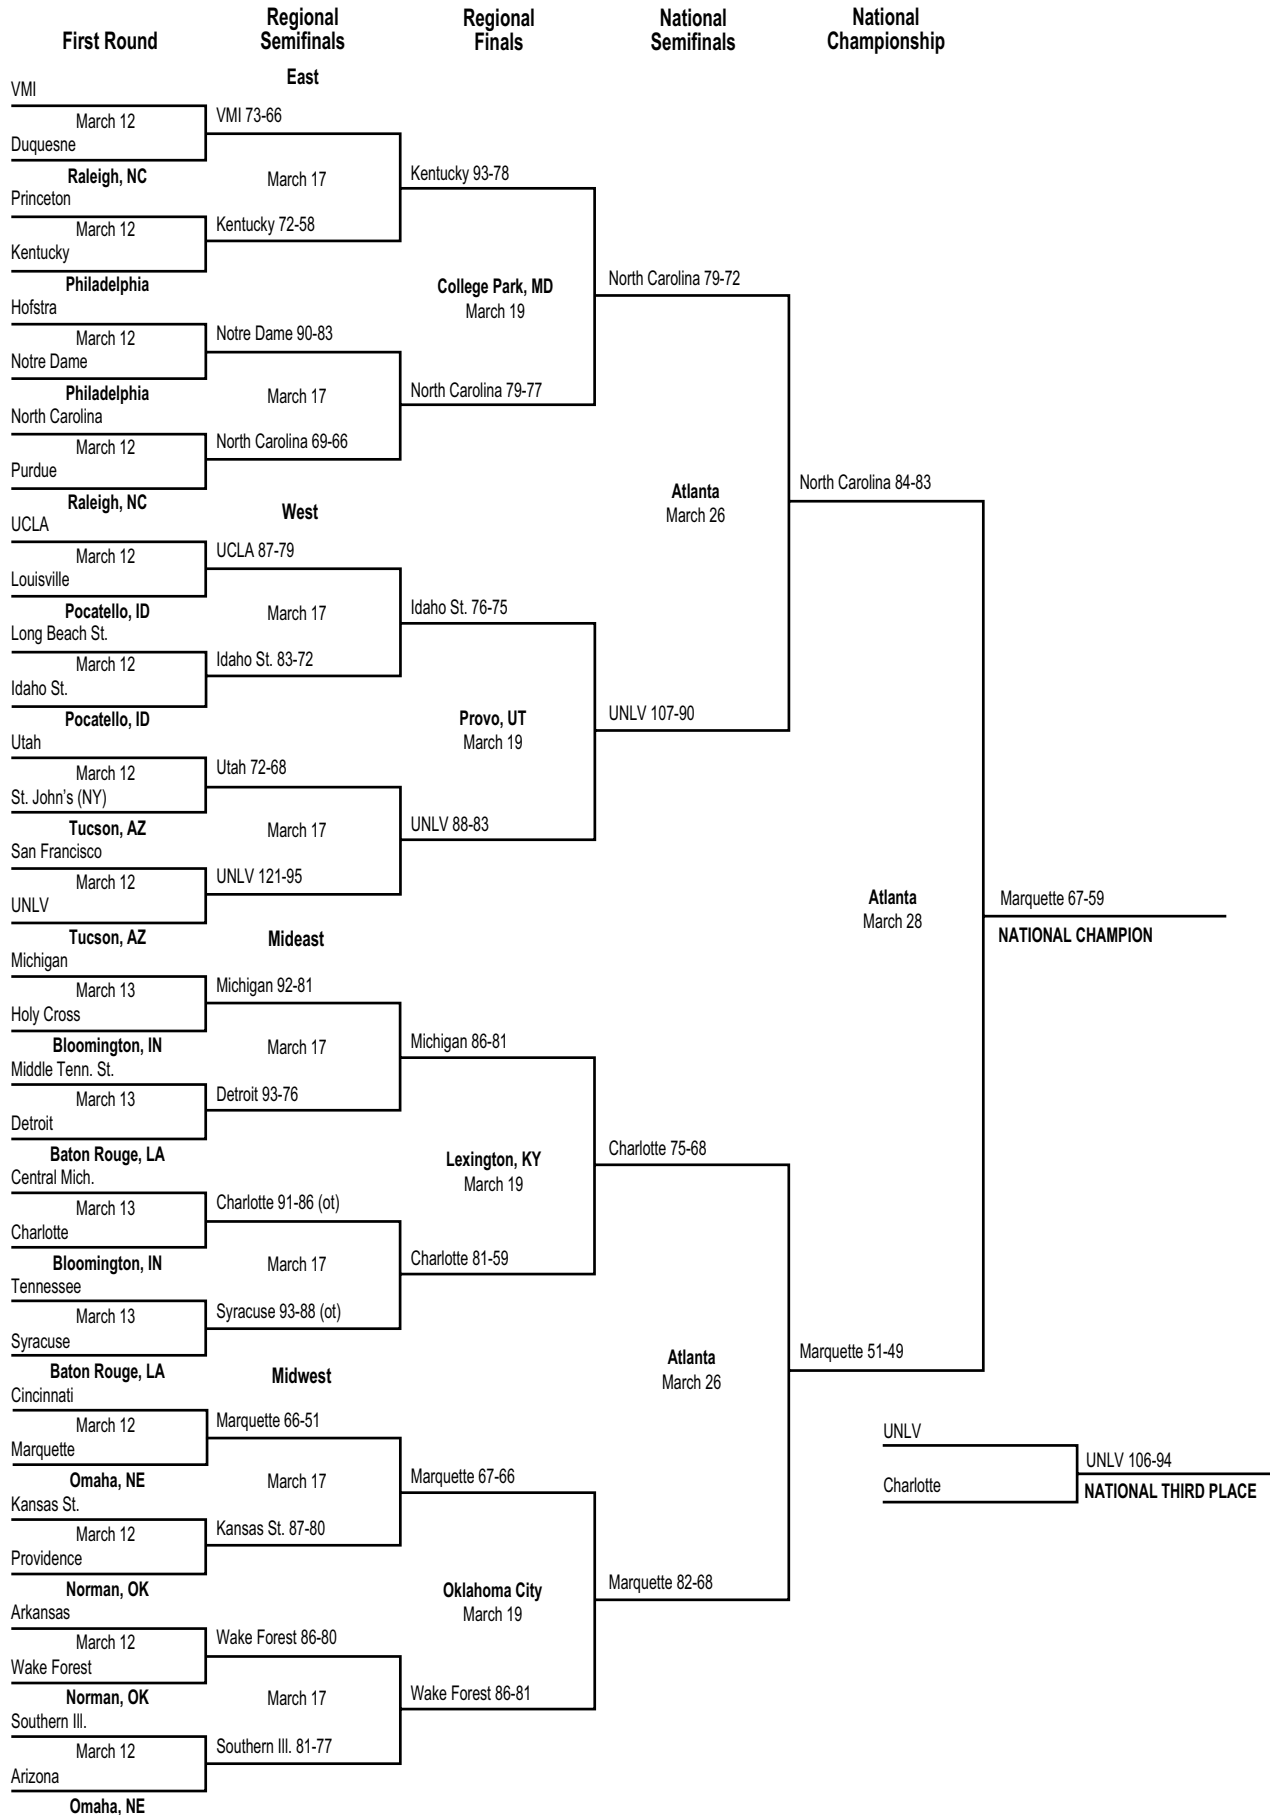 First Round
Regional
Semifinals
Regional
Finals
National
Semifinals
National
Championship
East
VMI
March 12
Duquesne
Raleigh, NC
Princeton
March 12
Kentucky
Philadelphia
Hofstra
March 12
Notre Dame
Philadelphia
North Carolina
March 12
Purdue
Raleigh, NC
VMI 73-66
March 17
Kentucky 72-58
Notre Dame 90-83
March 17
North Carolina 69-66
Kentucky 93-78
College Park, MD
March 19
North Carolina 79-77
North Carolina 79-72
West
UCLA
March 12
Louisville
Pocatello, ID
Long Beach St.
March 12
Idaho St.
Pocatello, ID
Utah
March 12
St. John's (NY)
Tucson, AZ
San Francisco
March 12
UNLV
Tucson, AZ
UCLA 87-79
March 17
Idaho St. 83-72
Utah 72-68
March 17
UNLV 121-95
Idaho St. 76-75
Provo, UT
March 19
UNLV 88-83
UNLV 107-90
Atlanta
March 26
North Carolina 84-83
Mideast
Michigan
March 13
Holy Cross
Bloomington, IN
Middle Tenn. St.
March 13
Detroit
Baton Rouge, LA
Central Mich.
March 13
Charlotte
Bloomington, IN
Tennessee
March 13
Syracuse
Baton Rouge, LA
Michigan 92-81
March 17
Detroit 93-76
Charlotte 91-86 (ot)
March 17
Syracuse 93-88 (ot)
Michigan 86-81
Lexington, KY
March 19
Charlotte 81-59
Charlotte 75-68
Midwest
Cincinnati
March 12
Marquette
Omaha, NE
Kansas St.
March 12
Providence
Norman, OK
Arkansas
March 12
Wake Forest
Norman, OK
Southern Ill.
March 12
Arizona
Omaha, NE
Marquette 66-51
March 17
Kansas St. 87-80
Wake Forest 86-80
March 17
Southern Ill. 81-77
Marquette 67-66
Oklahoma City
March 19
Wake Forest 86-81
Marquette 82-68
Atlanta
March 26
Marquette 51-49
Atlanta
March 28
Marquette 67-59
NATIONAL CHAMPION
UNLV
Charlotte
UNLV 106-94
NATIONAL THIRD PLACE